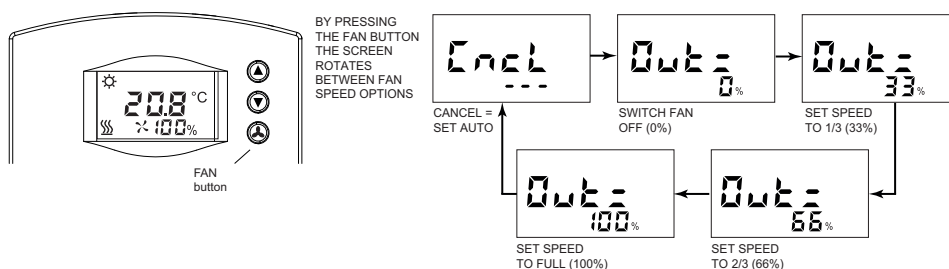 20.8 °C
100%
FAN
button
BY PRESSING
THE FAN BUTTON
THE SCREEN
ROTATES
BETWEEN FAN
SPEED OPTIONS
CncL
---
CANCEL =
SET AUTO
Out=
0%
SWITCH FAN
OFF (0%)
Out=
33%
SET SPEED
TO 1/3 (33%)
Out=
100%
SET SPEED
TO FULL (100%)
Out=
66%
SET SPEED
TO 2/3 (66%)